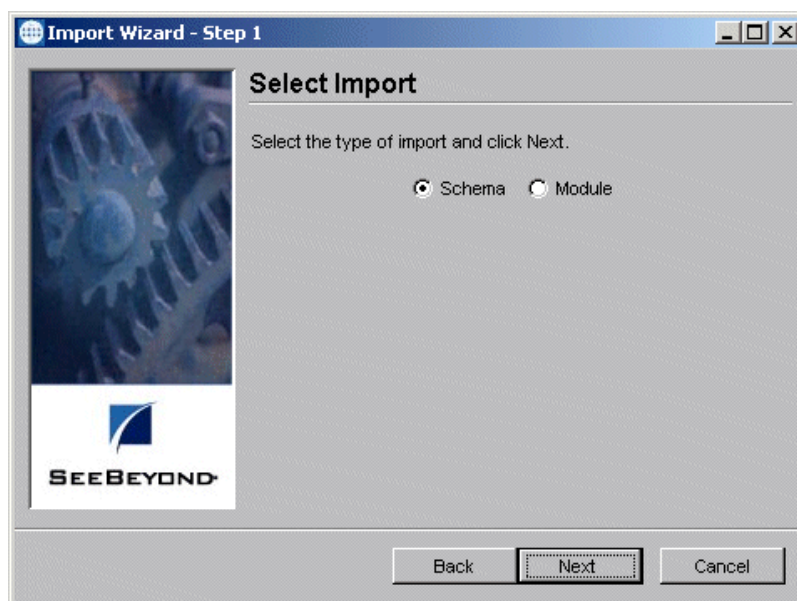 Import Wizard - Step 1
Select Import
Select the type of import and click Next.
Schema Module
SEEBEYOND
Back Next Cancel